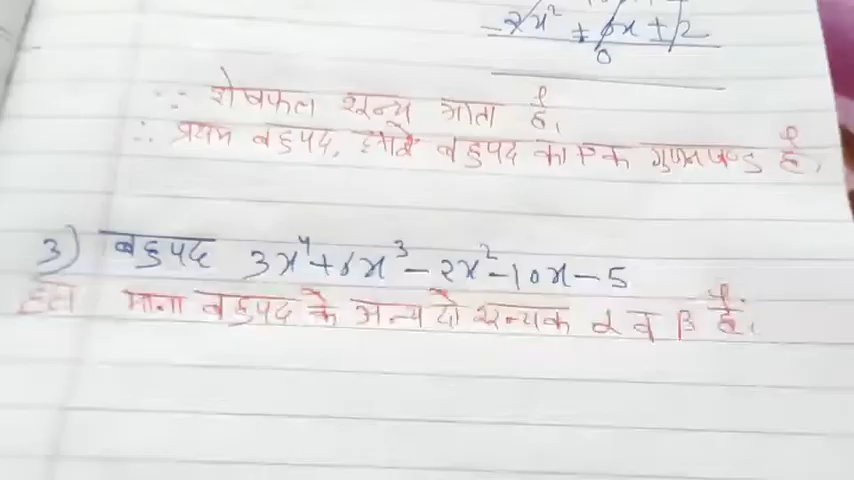 - 2x² + 6x + 12
0
∵ शेषफल शून्य आता है,
∴ प्रथम बहुपद, छोटे बहुपद का एक गुणनखण्ड है,
3) बहुपद 3x⁴+6x³-2x²-10x-5
हल माना बहुपद के अन्य दो शून्यक α व β है,